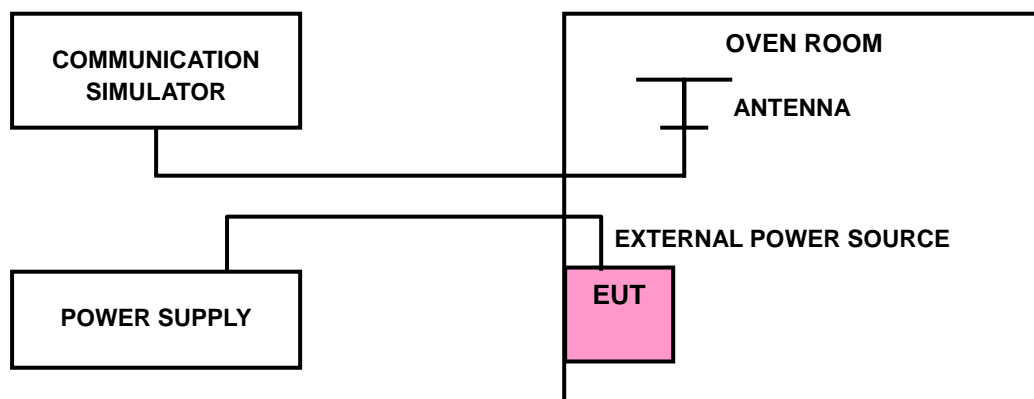 COMMUNICATION
SIMULATOR
OVEN ROOM
ANTENNA
EXTERNAL POWER SOURCE
EUT
POWER SUPPLY